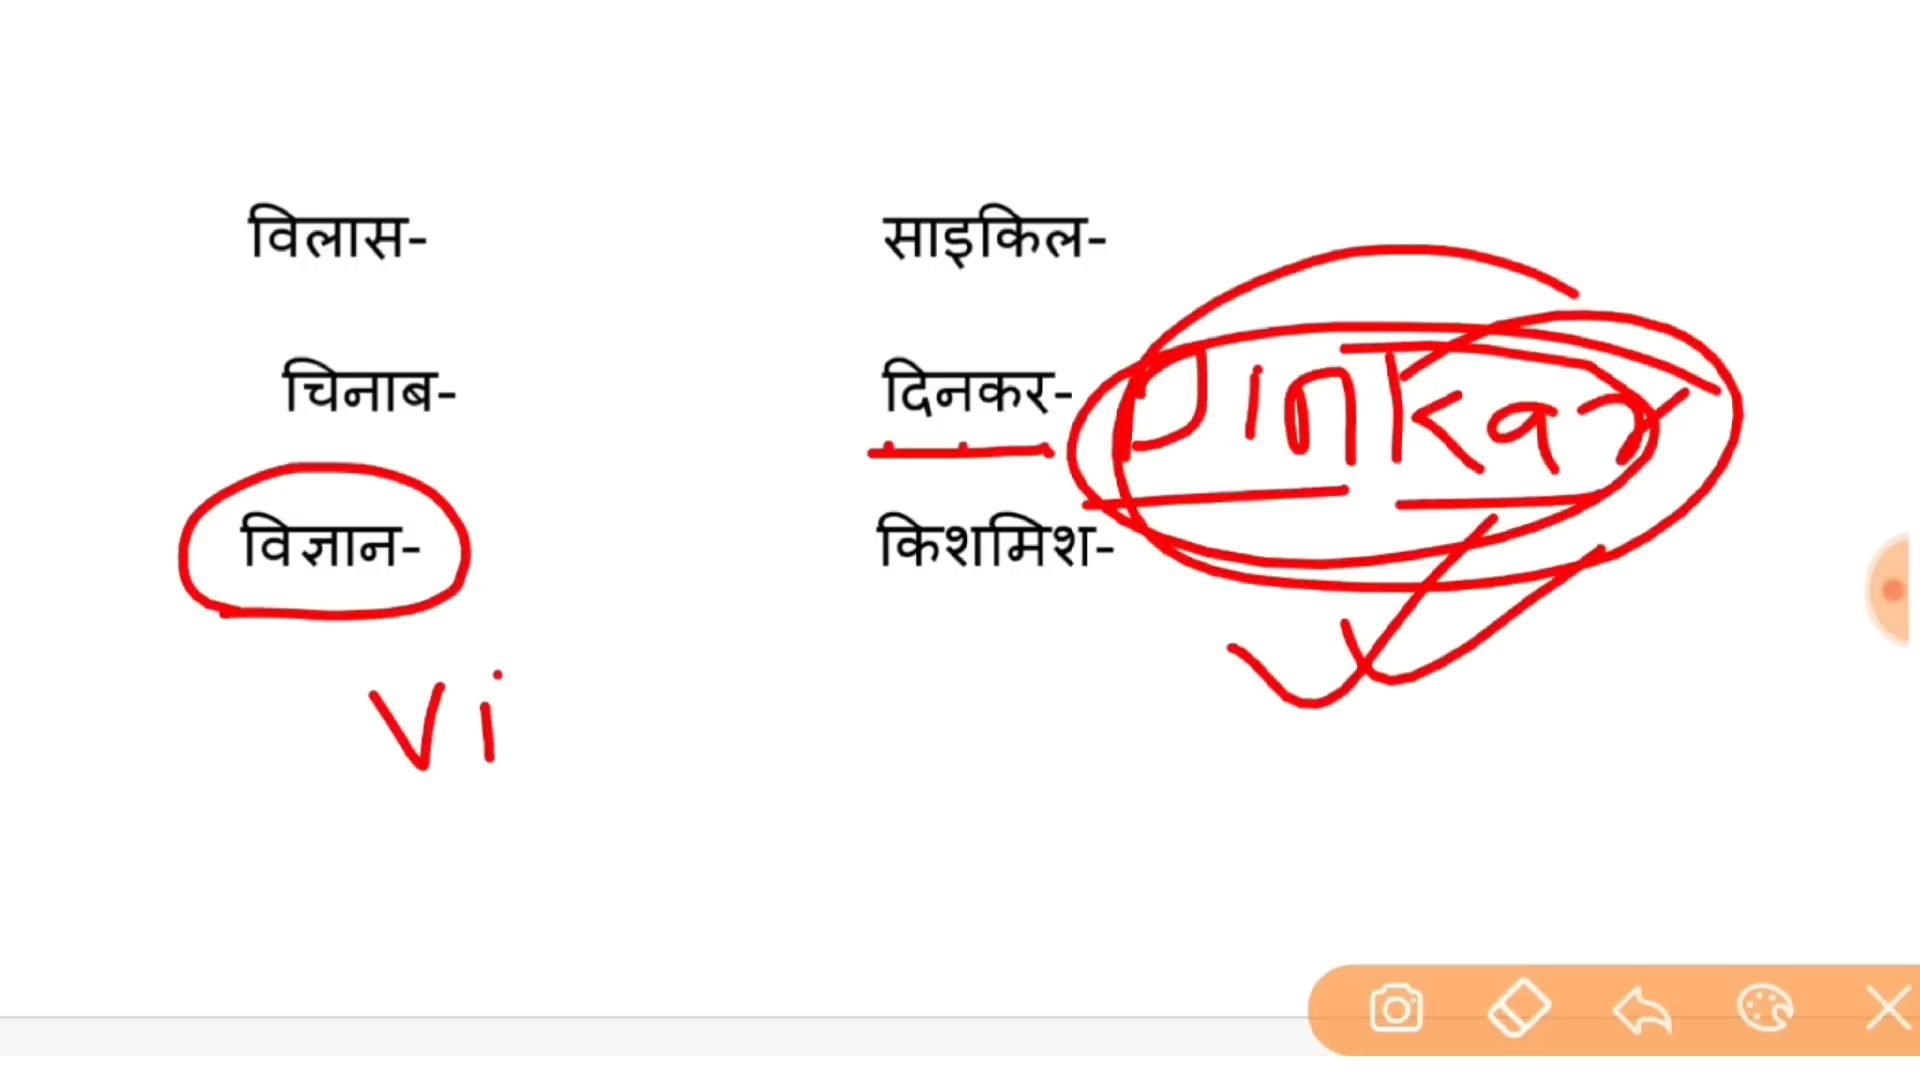 विलास- साइकिल-
चिनाब- दिनकर- Dinkar
विज्ञान- किशमिश-
Vi